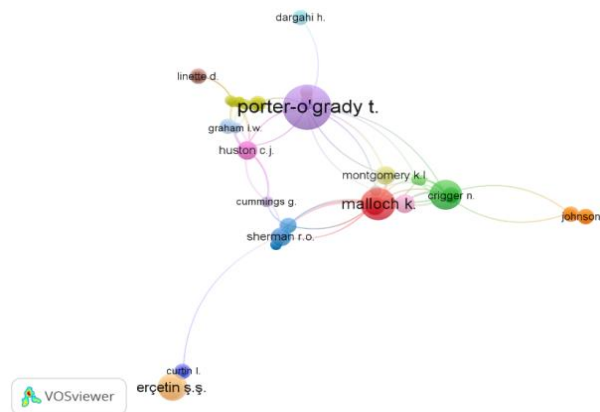 dargahi h.
linette d.
porter-o'grady t.
graham i.w.
huston c.j.
montgomery k.l
crigger n.
malloch k.
cummings g.
johnson
sherman r.o.
curtin l.
erçetin ş.ş.
VOSviewer